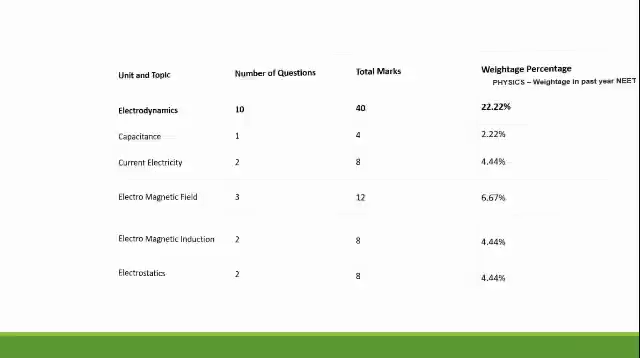 Unit and Topic Number of Questions Total Marks Weightage Percentage
PHYSICS – Weightage in past year NEET
Electrodynamics 10 40 22.22%
Capacitance 1 4 2.22%
Current Electricity 2 8 4.44%
Electro Magnetic Field 3 12 6.67%
Electro Magnetic Induction 2 8 4.44%
Electrostatics 2 8 4.44%